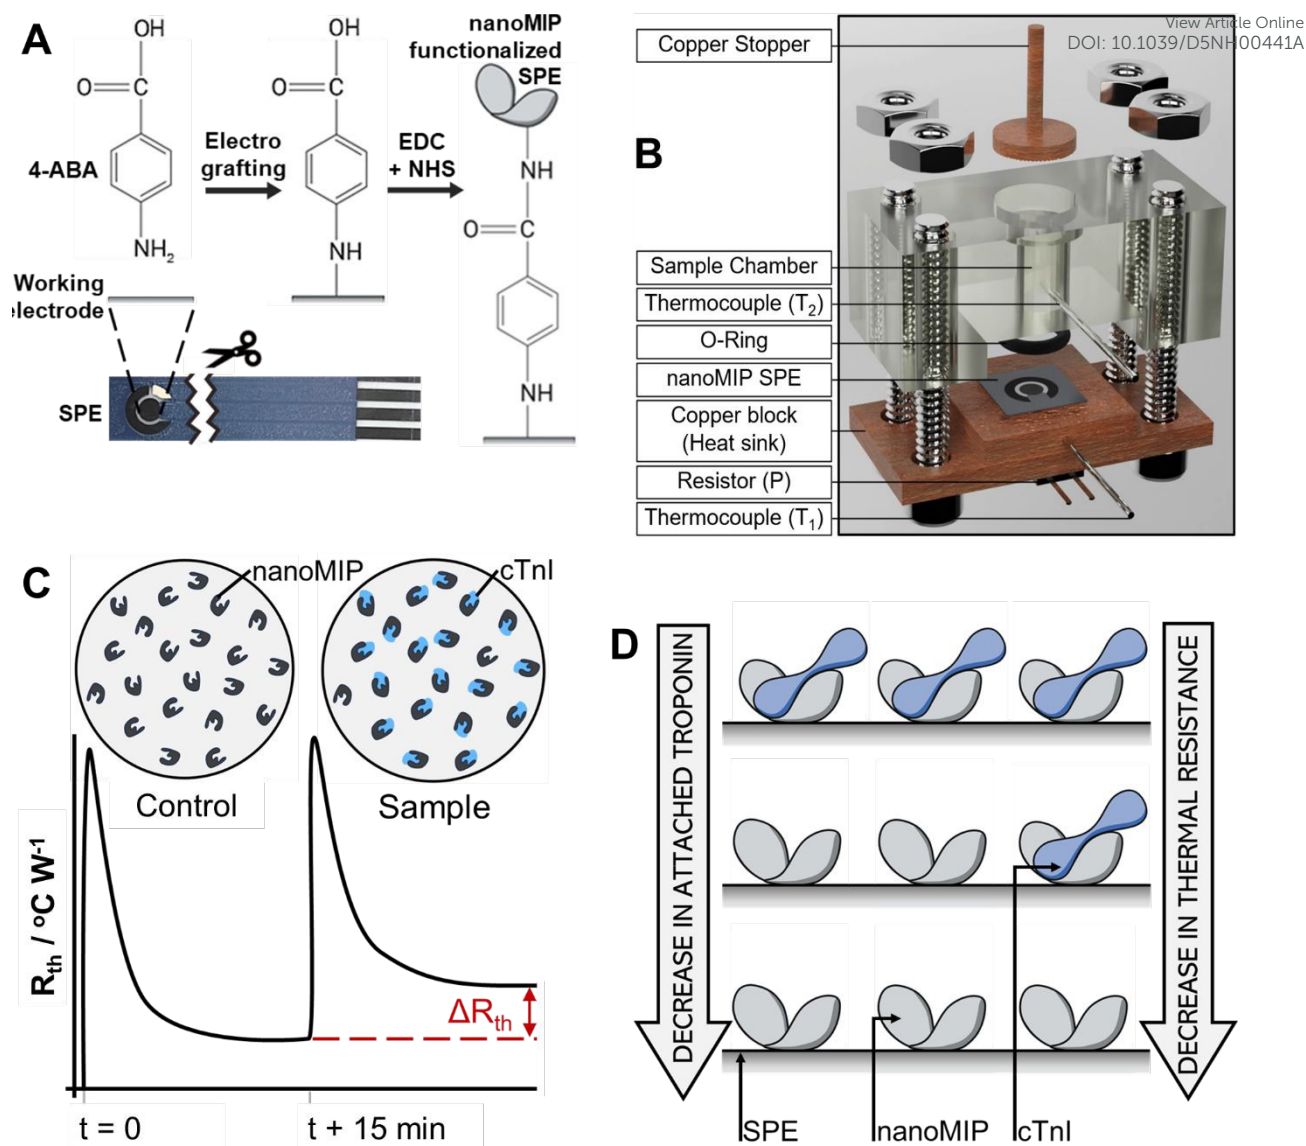 View Article Online
DOI: 10.1039/D5NH00441A
A
OH
O
C
4-ABA
NH₂
Electro
grafting
OH
O
C
NH
EDC
+ NHS
nanoMIP
functionalized
SPE
NH
O
C
NH
Working
electrode
SPE
B
Copper Stopper
Sample Chamber
Thermocouple (T₂)
O-Ring
nanoMIP SPE
Copper block
(Heat sink)
Resistor (P)
Thermocouple (T₁)
C
nanoMIP
cTnI
Control
Sample
Rth / ºC W⁻¹
ΔRth
t = 0
t + 15 min
D
DECREASE IN ATTACHED TROPONIN
DECREASE IN THERMAL RESISTANCE
SPE
nanoMIP
cTnI